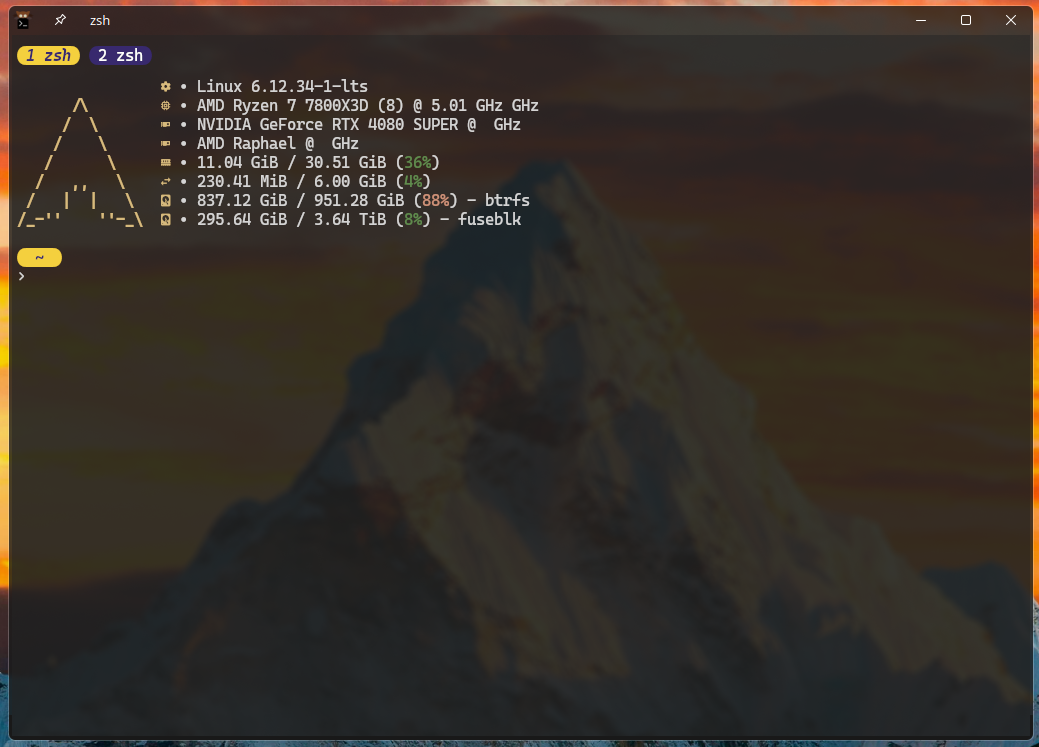 zsh
1 zsh 2 zsh
• Linux 6.12.34-1-lts
• AMD Ryzen 7 7800X3D (8) @ 5.01 GHz GHz
• NVIDIA GeForce RTX 4080 SUPER @  GHz
• AMD Raphael @  GHz
• 11.04 GiB / 30.51 GiB (36%)
• 230.41 MiB / 6.00 GiB (4%)
• 837.12 GiB / 951.28 GiB (88%) - btrfs
• 295.64 GiB / 3.64 TiB (8%) - fuseblk
~
›